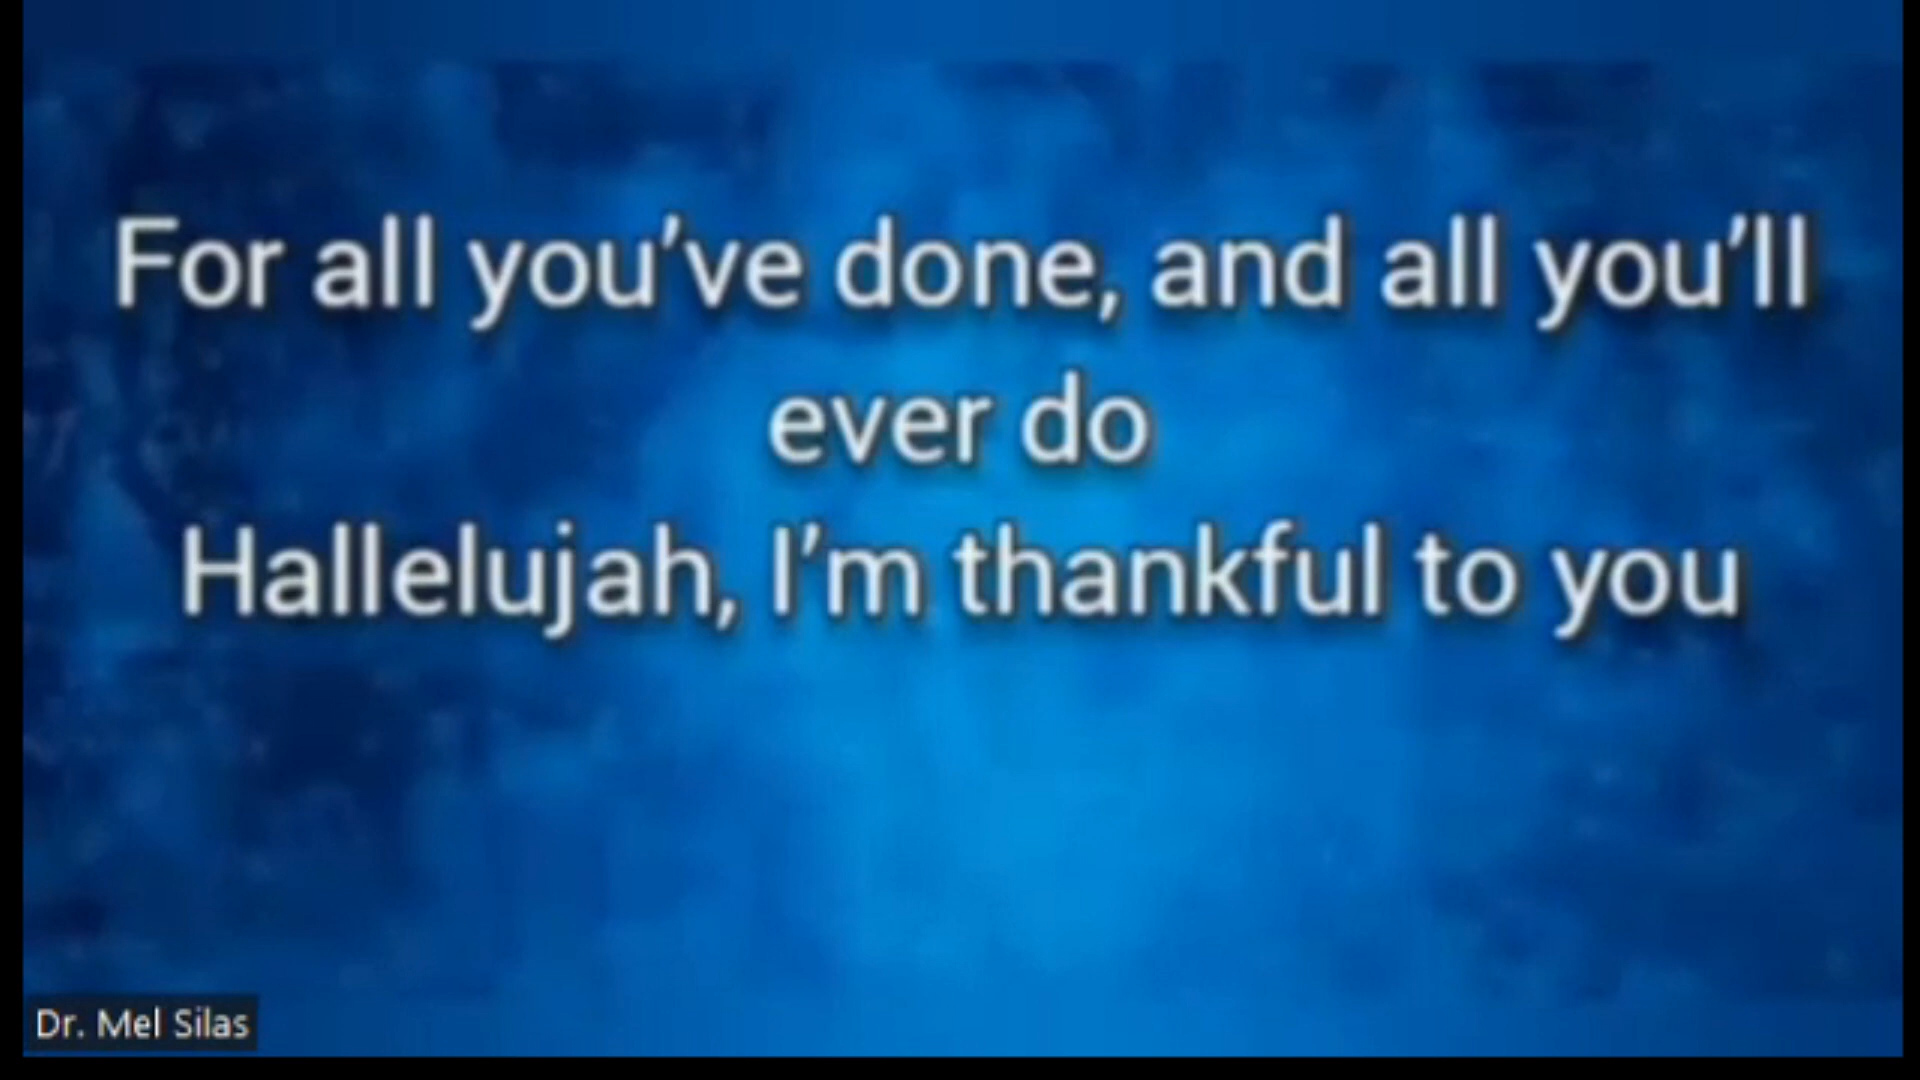 For all you've done, and all you'll
ever do
Hallelujah, I'm thankful to you
Dr. Mel Silas